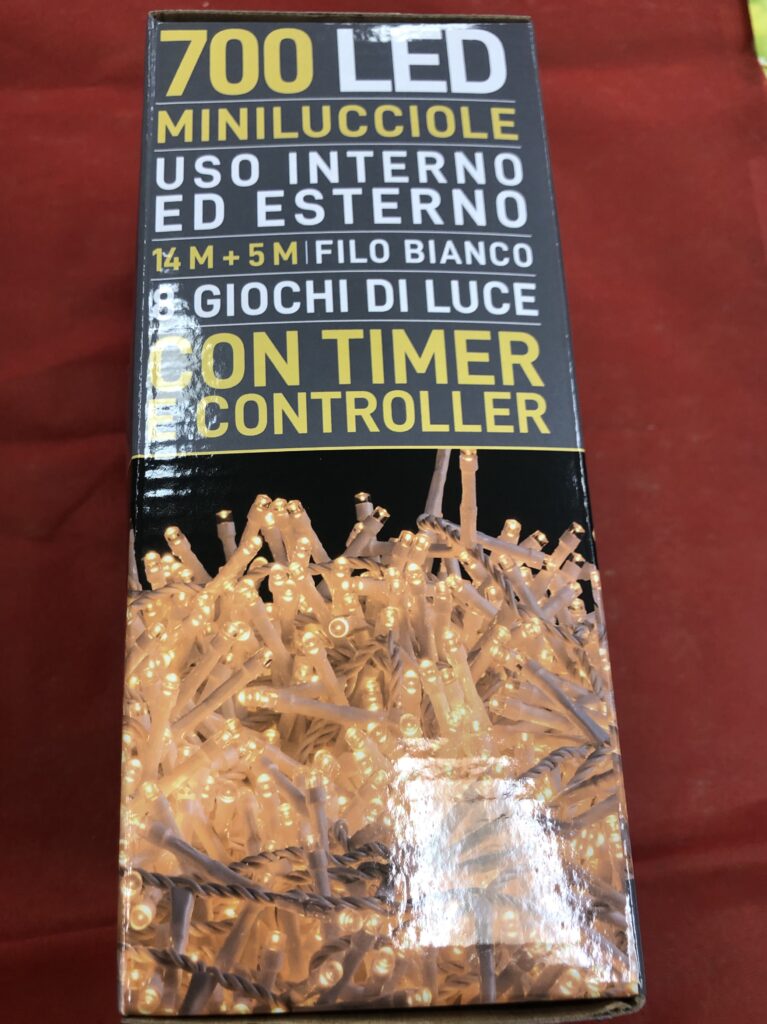 700 LED
MINILUCCIOLE
USO INTERNO
ED ESTERNO
14 M + 5 M | FILO BIANCO
8 GIOCHI DI LUCE
CON TIMER
E CONTROLLER